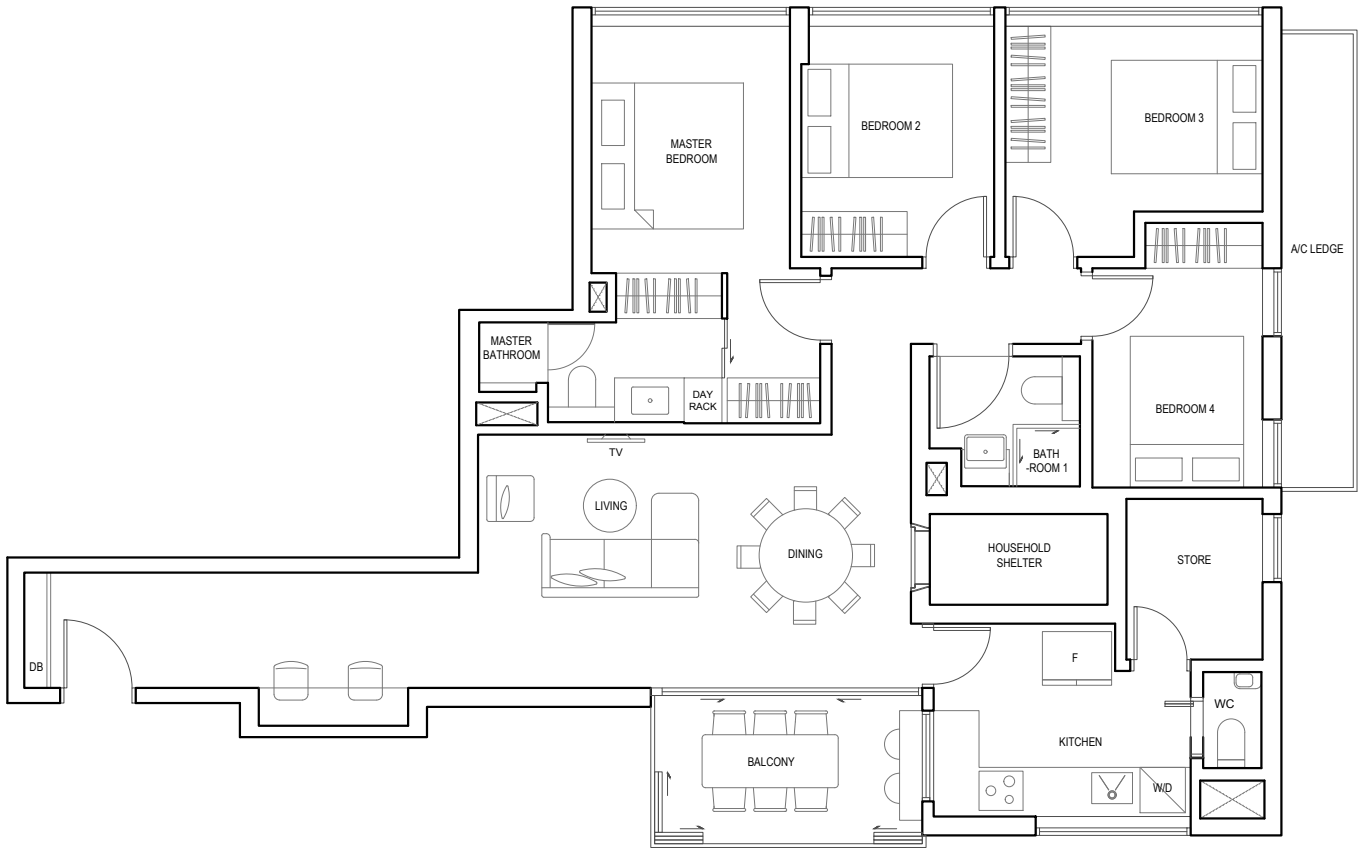 MASTER
BEDROOM
BEDROOM 2
BEDROOM 3
A/C LEDGE
MASTER
BATHROOM
DAY
RACK
BEDROOM 4
TV
BATH
-ROOM 1
LIVING
DINING
HOUSEHOLD
SHELTER
STORE
DB
F
WC
KITCHEN
BALCONY
W/D